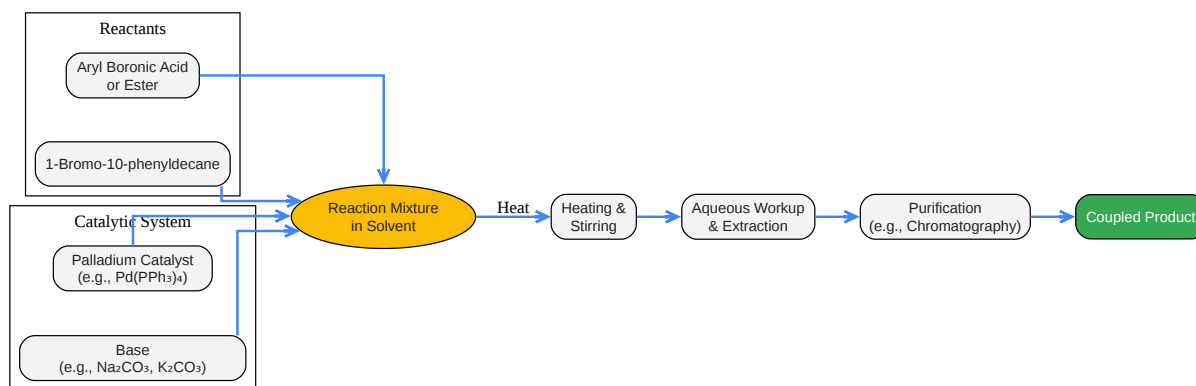 Reactants
Aryl Boronic Acid
or Ester
1-Bromo-10-phenyldecane
Catalytic System
Palladium Catalyst
(e.g., Pd(PPh₃)₄)
Base
(e.g., Na₂CO₃, K₂CO₃)
Reaction Mixture
in Solvent
Heat
Heating &
Stirring
Aqueous Workup
& Extraction
Purification
(e.g., Chromatography)
Coupled Product